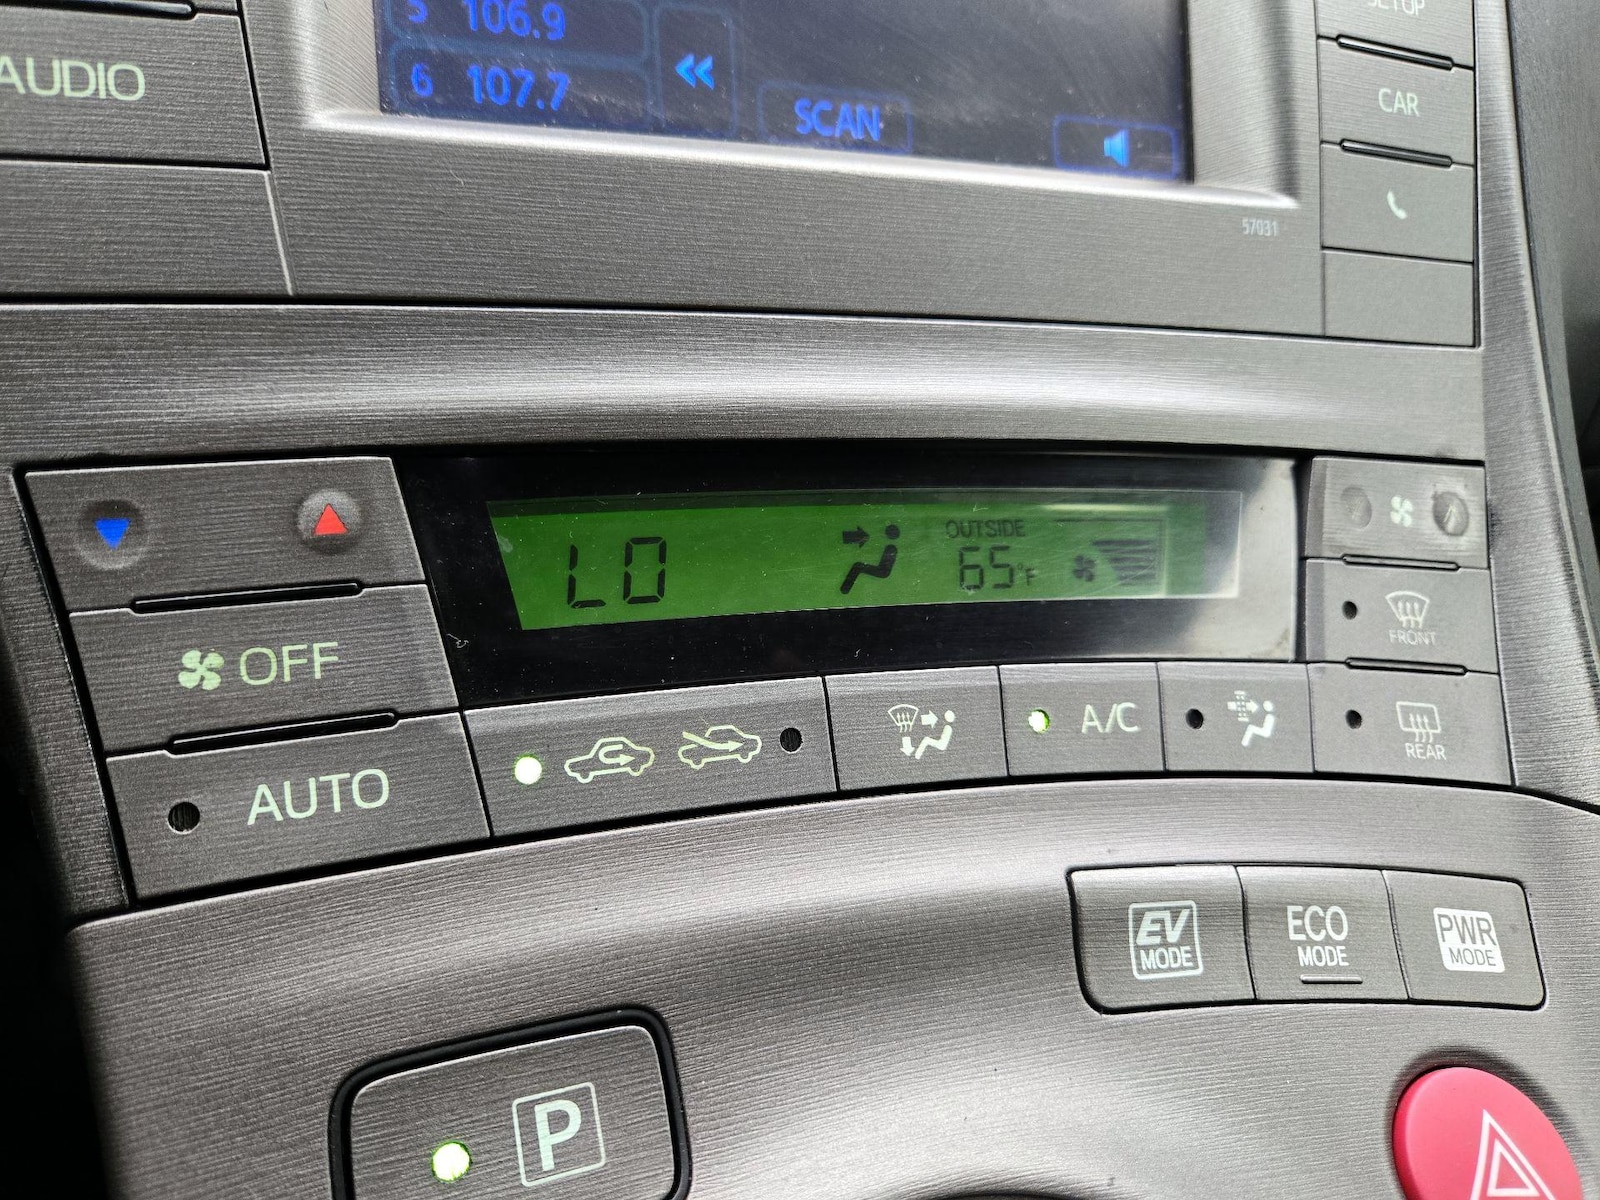 5 106.9
AUDIO
6 107.7
SCAN
CAR
57031
OUTSIDE
LO
65°F
OFF
FRONT
A/C
REAR
AUTO
EV
MODE
ECO
MODE
PWR
MODE
P